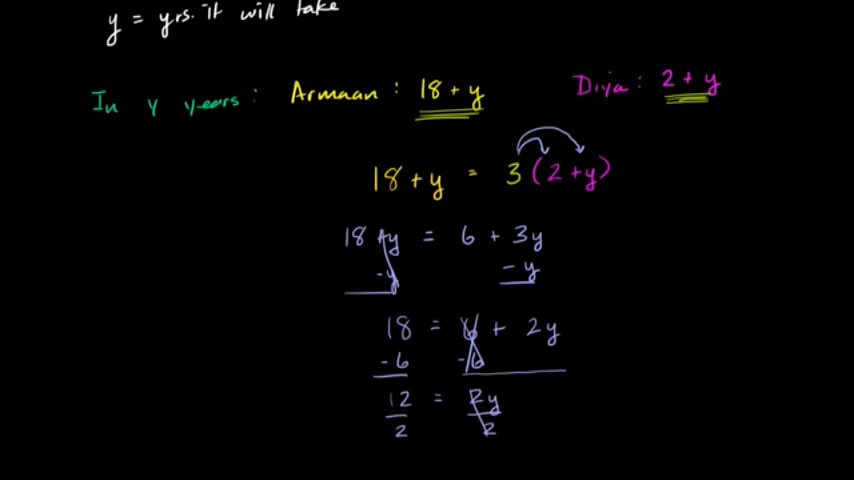 y = yrs. it will take
In y years: Armaan: 18 + y Diya: 2 + y
18 + y = 3(2 + y)
18 + y = 6 + 3y
-y -y
18 = 6 + 2y
-6 -6
12 = 2y
2 2